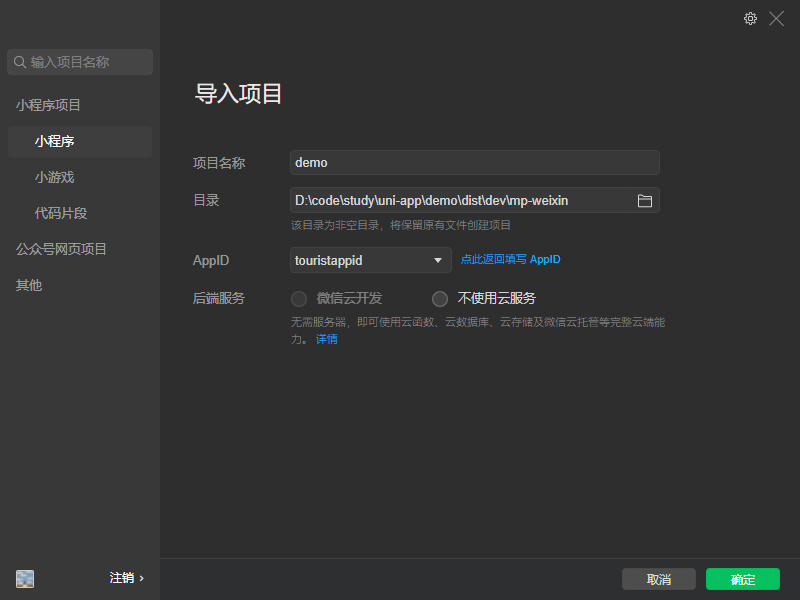 输入项目名称
小程序项目
小程序
小游戏
代码片段
公众号网页项目
其他
注销 ›
导入项目
项目名称 demo
目录 D:\code\study\uni-app\demo\dist\dev\mp-weixin
该目录为非空目录，将保留原有文件创建项目
AppID touristappid 点此返回填写 AppID
后端服务 微信云开发 不使用云服务
无需服务器，即可使用云函数、云数据库、云存储及微信云托管等完整云端能
力。 详情
取消 确定